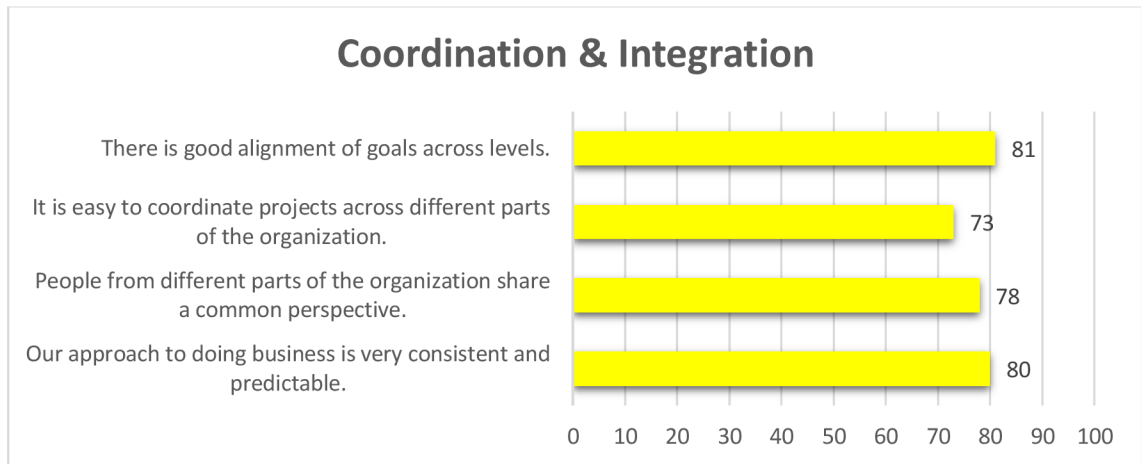 Coordination & Integration
There is good alignment of goals across levels.
81
It is easy to coordinate projects across different parts
of the organization.
73
People from different parts of the organization share
a common perspective.
78
Our approach to doing business is very consistent and
predictable.
80
0 10 20 30 40 50 60 70 80 90 100